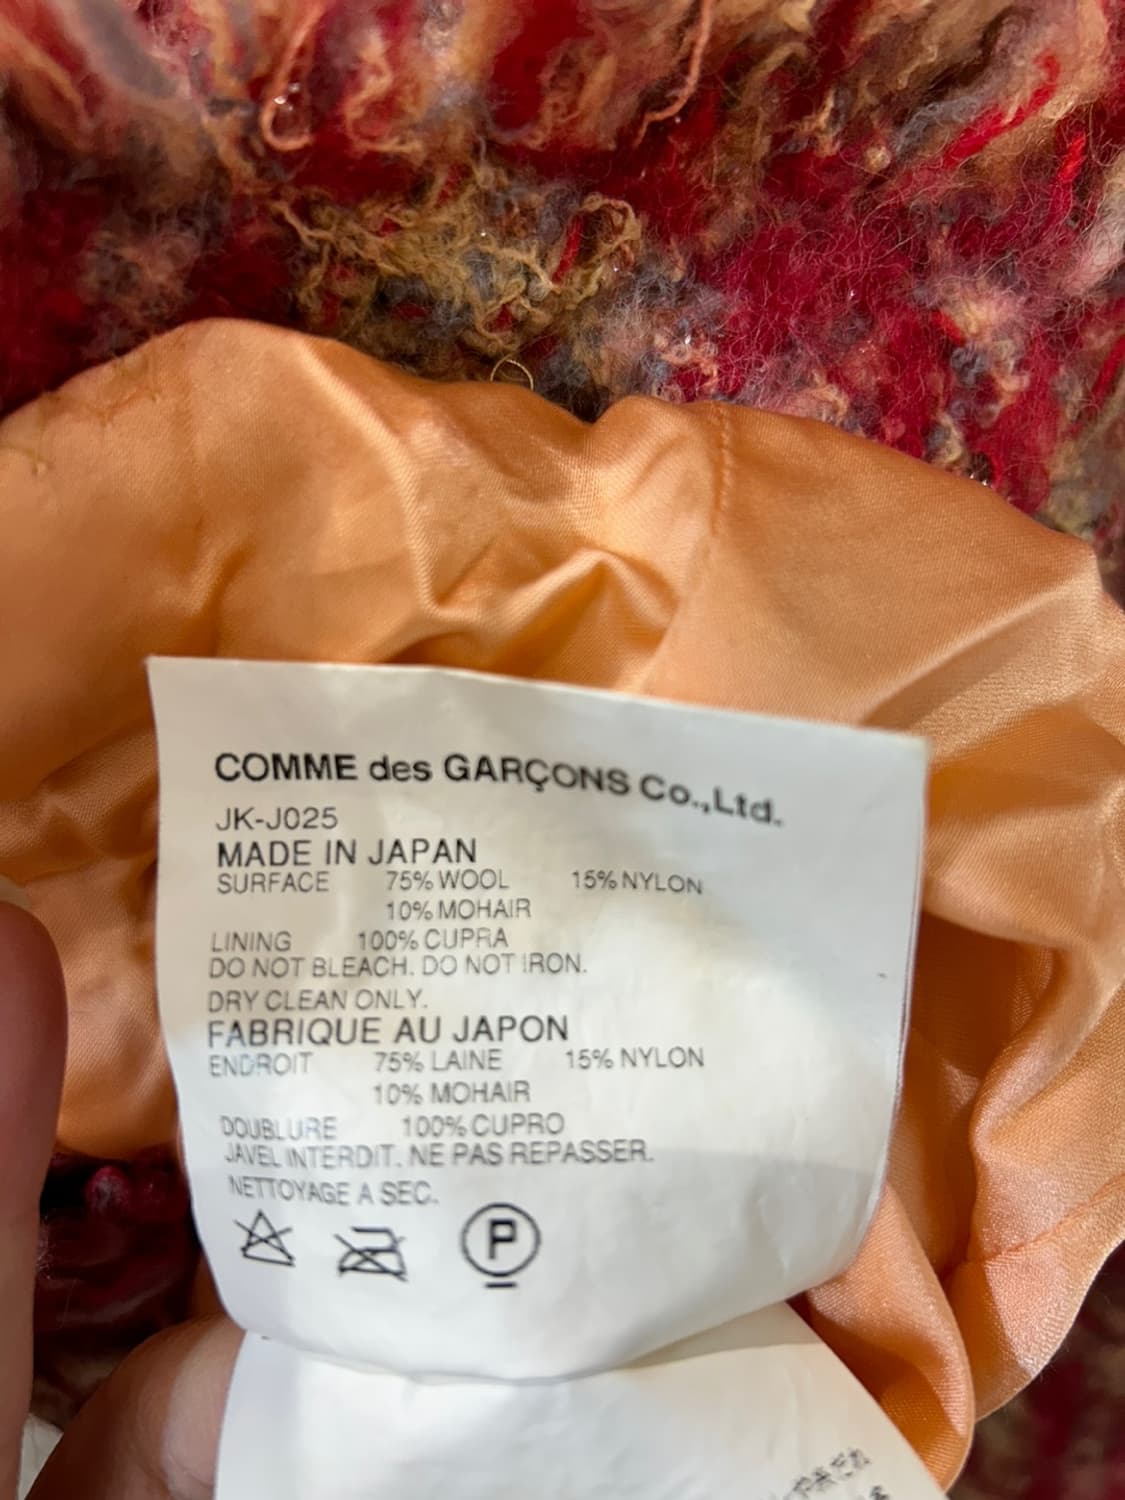 COMME des GARÇONS Co.,Ltd.
JK-J025
MADE IN JAPAN
SURFACE 75% WOOL 15% NYLON
10% MOHAIR
LINING 100% CUPRA
DO NOT BLEACH. DO NOT IRON.
DRY CLEAN ONLY.
FABRIQUE AU JAPON
ENDROIT 75% LAINE 15% NYLON
10% MOHAIR
DOUBLURE 100% CUPRO
JAVEL INTERDIT. NE PAS REPASSER.
NETTOYAGE A SEC.
P